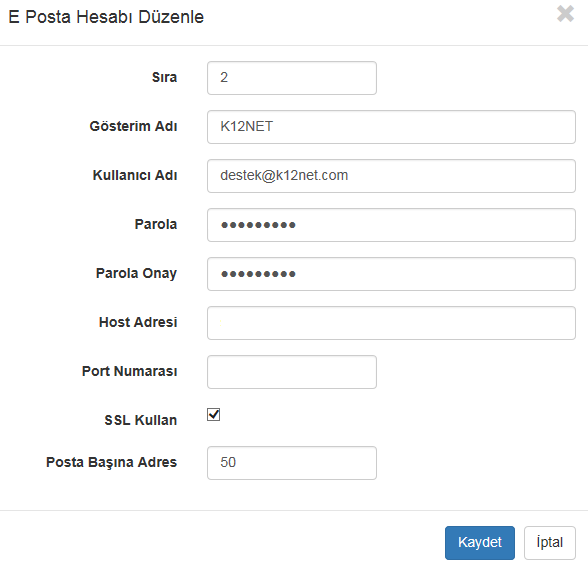 E Posta Hesabı Düzenle
Sıra 2
Gösterim Adı K12NET
Kullanıcı Adı destek@k12net.com
Parola ●●●●●●●●●
Parola Onay ●●●●●●●●●
Host Adresi
Port Numarası
SSL Kullan
Posta Başına Adres 50
Kaydet İptal